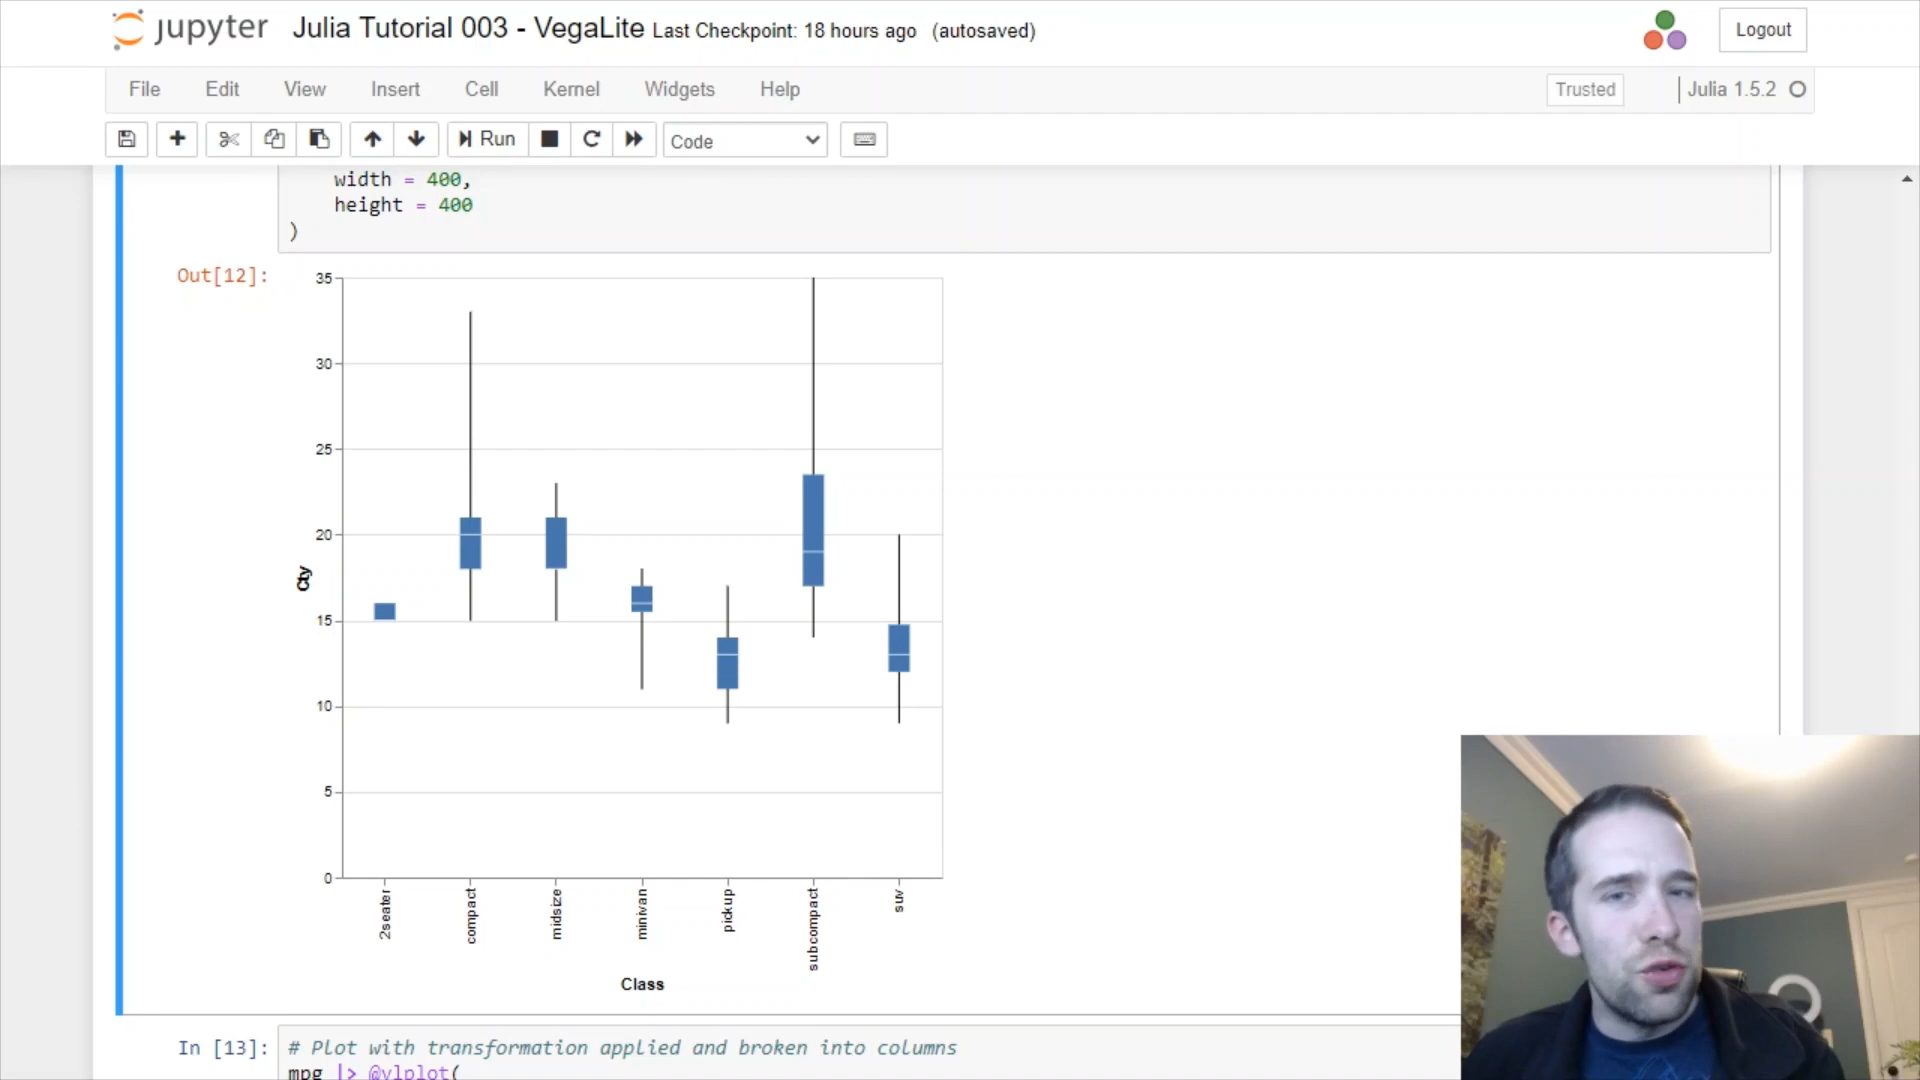 jupyter Julia Tutorial 003 - VegaLite Last Checkpoint: 18 hours ago (autosaved) Logout
File Edit View Insert Cell Kernel Widgets Help Trusted Julia 1.5.2
Run Code
width = 400,
height = 400
)
Out[12]:
35
30
25
20
15
10
5
0
Cty
2seater
compact
midsize
minivan
pickup
subcompact
suv
Class
In [13]: # Plot with transformation applied and broken into columns
mpg |> @vlplot(